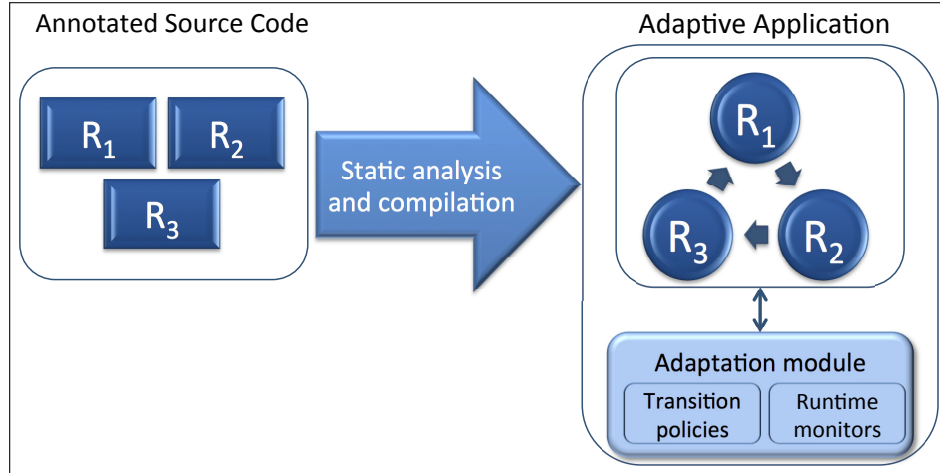 Annotated Source Code
R1
R2
R3
Static analysis
and compilation
Adaptive Application
R1
R3
R2
Adaptation module
Transition
policies
Runtime
monitors